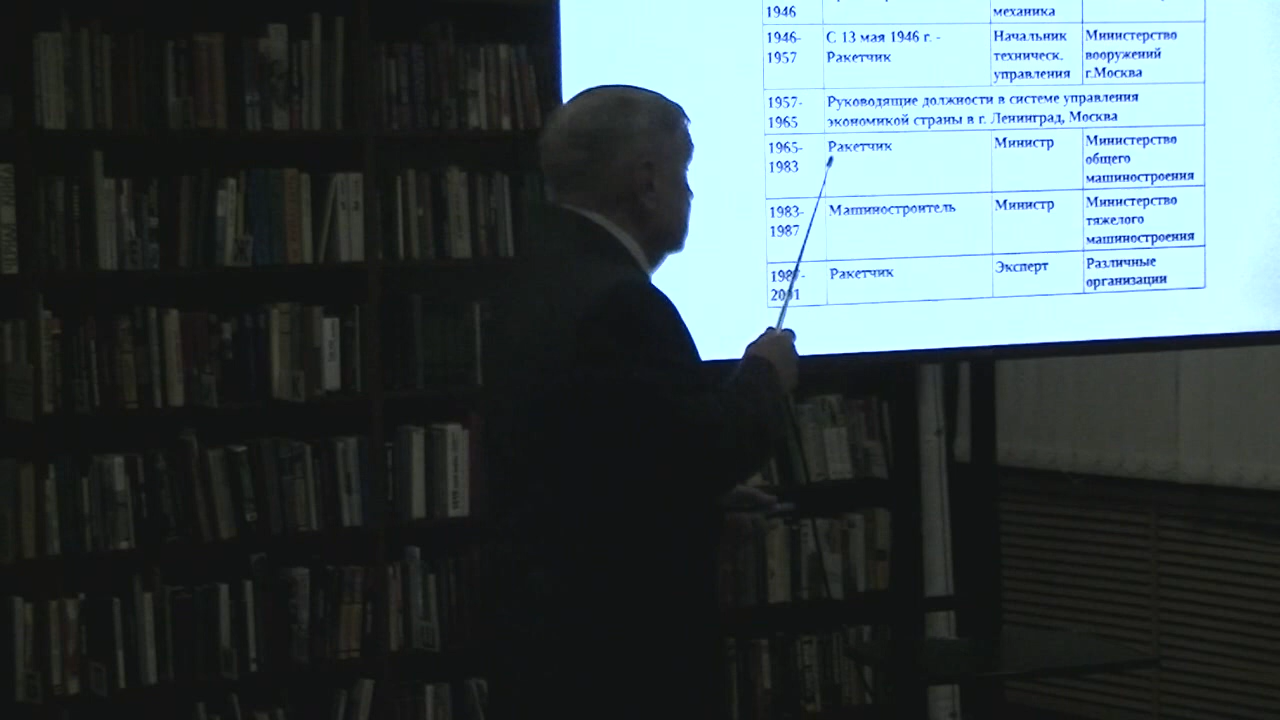 1946
механика
1946-
1957
С 13 мая 1946 г. -
Ракетчик
Начальник
техническ.
управления
Министерство
вооружений
г.Москва
1957-
1965
Руководящие должности в системе управления
экономикой страны в г. Ленинград, Москва
1965-
1983
Ракетчик
Министр
Министерство
общего
машиностроения
1983-
1987
Машиностроитель
Министр
Министерство
тяжелого
машиностроения
1987-
2001
Ракетчик
Эксперт
Различные
организации